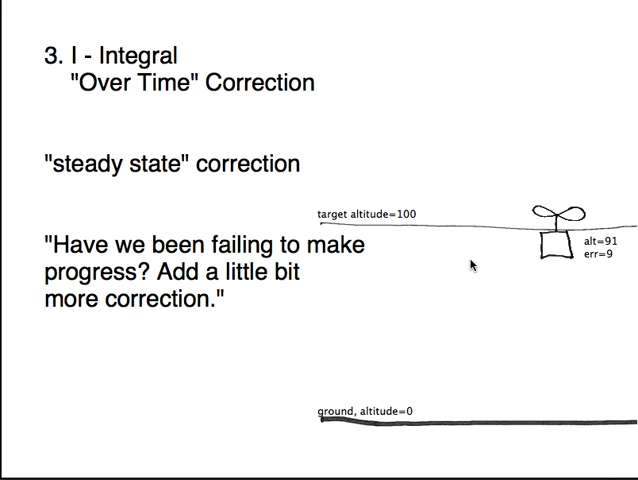 3. I - Integral
"Over Time" Correction
"steady state" correction
target altitude=100
"Have we been failing to make
progress? Add a little bit
more correction."
alt=91
err=9
ground, altitude=0